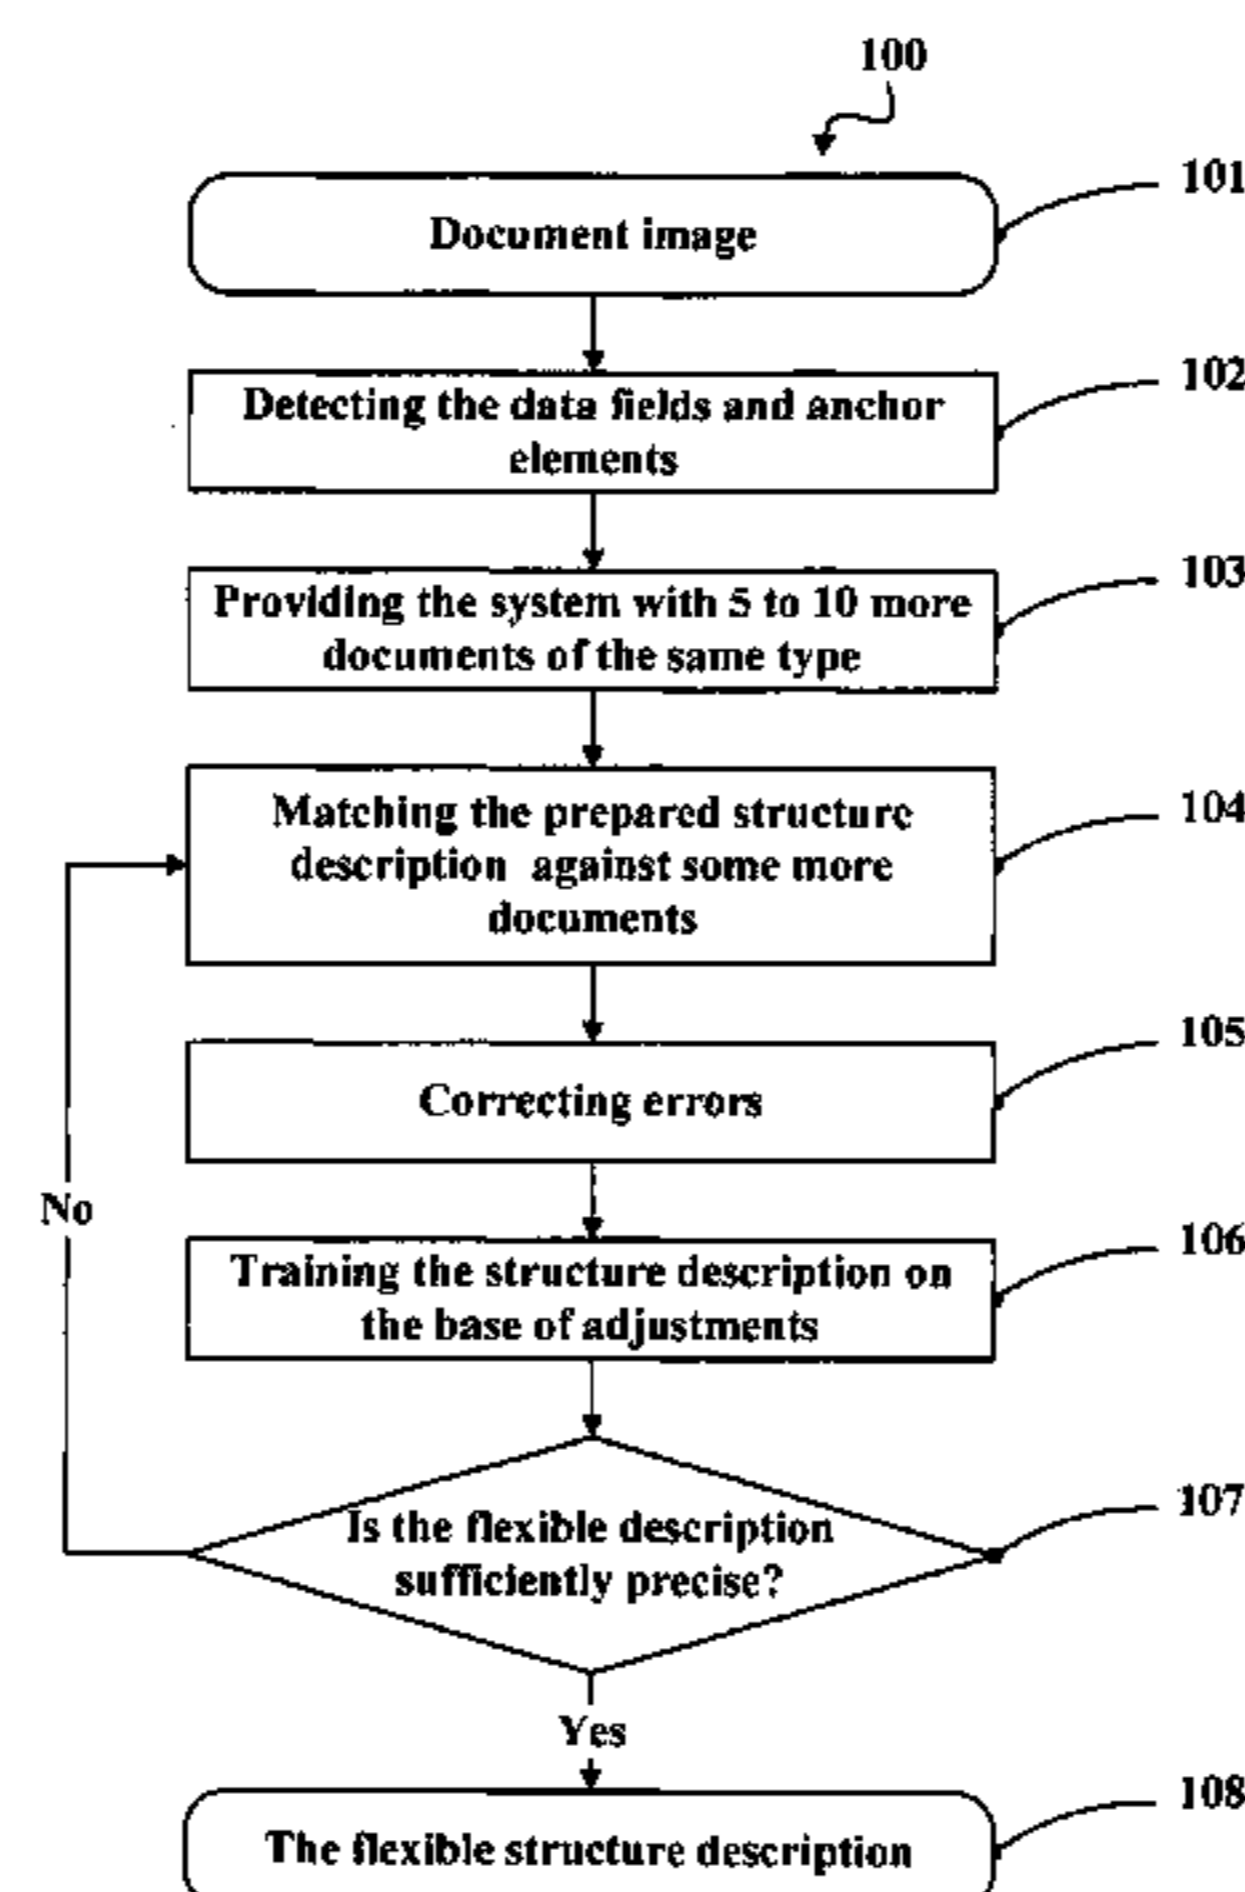 100
101
Document image
102
Detecting the data fields and anchor
elements
103
Providing the system with 5 to 10 more
documents of the same type
104
Matching the prepared structure
description against some more
documents
105
Correcting errors
No
106
Training the structure description on
the base of adjustments
107
Is the flexible description
sufficiently precise?
Yes
108
The flexible structure description